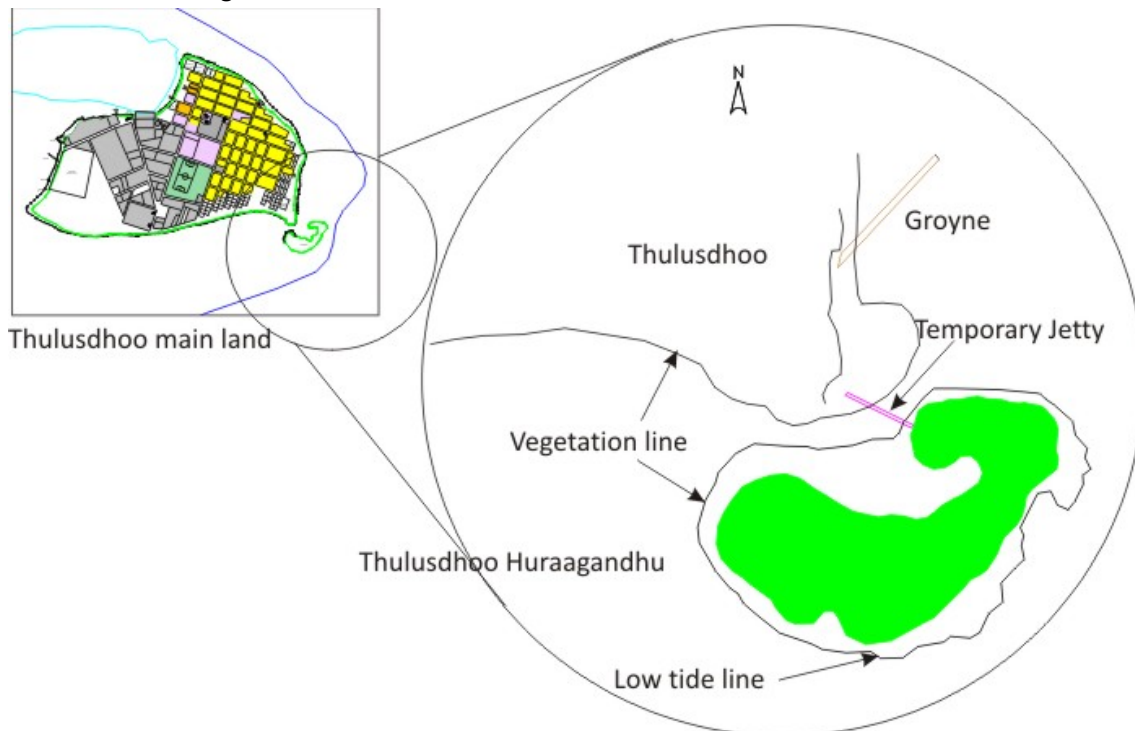 N
Groyne
Thulusdhoo
Temporary Jetty
Thulusdhoo main land
Vegetation line
Thulusdhoo Huraagandhu
Low tide line